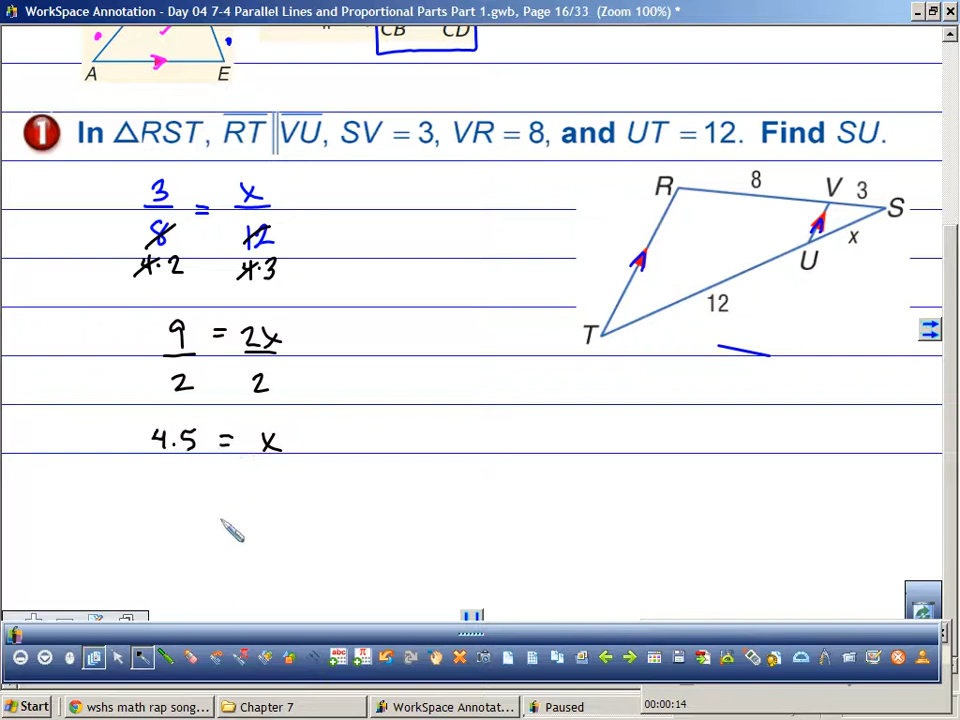 WorkSpace Annotation - Day 04 7-4 Parallel Lines and Proportional Parts Part 1.gwb, Page 16/33 (Zoom 100%) *
CB CD
A E
1 In △RST, RT || VU, SV = 3, VR = 8, and UT = 12. Find SU.
3/8 = x/12
4·2 4·3
9 = 2x
2 2
4.5 = x
R 8 V 3 S
x
U
12
T
abc π
Start wshs math rap song... Chapter 7 WorkSpace Annotat... Paused
00:00:14